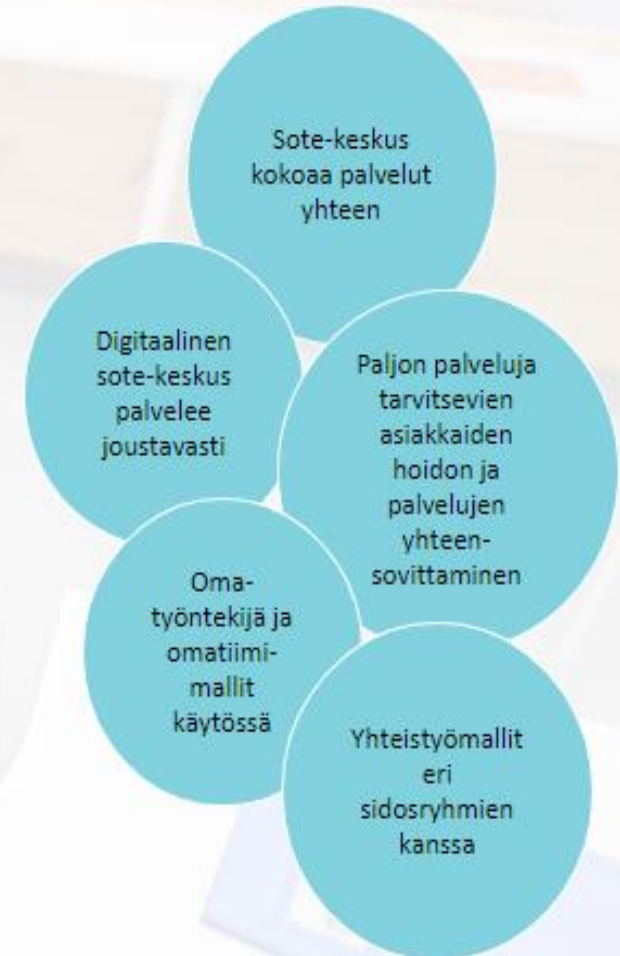 Sote-keskus
kokoaa palvelut
yhteen
Digitaalinen
sote-keskus
palvelee
joustavasti
Paljon palveluja
tarvitsevien
asiakkaiden
hoidon ja
palvelujen
yhteen-
sovittaminen
Oma-
työntekijä ja
omatiimi-
mallit
käytössä
Yhteistyömallit
eri
sidosryhmien
kanssa